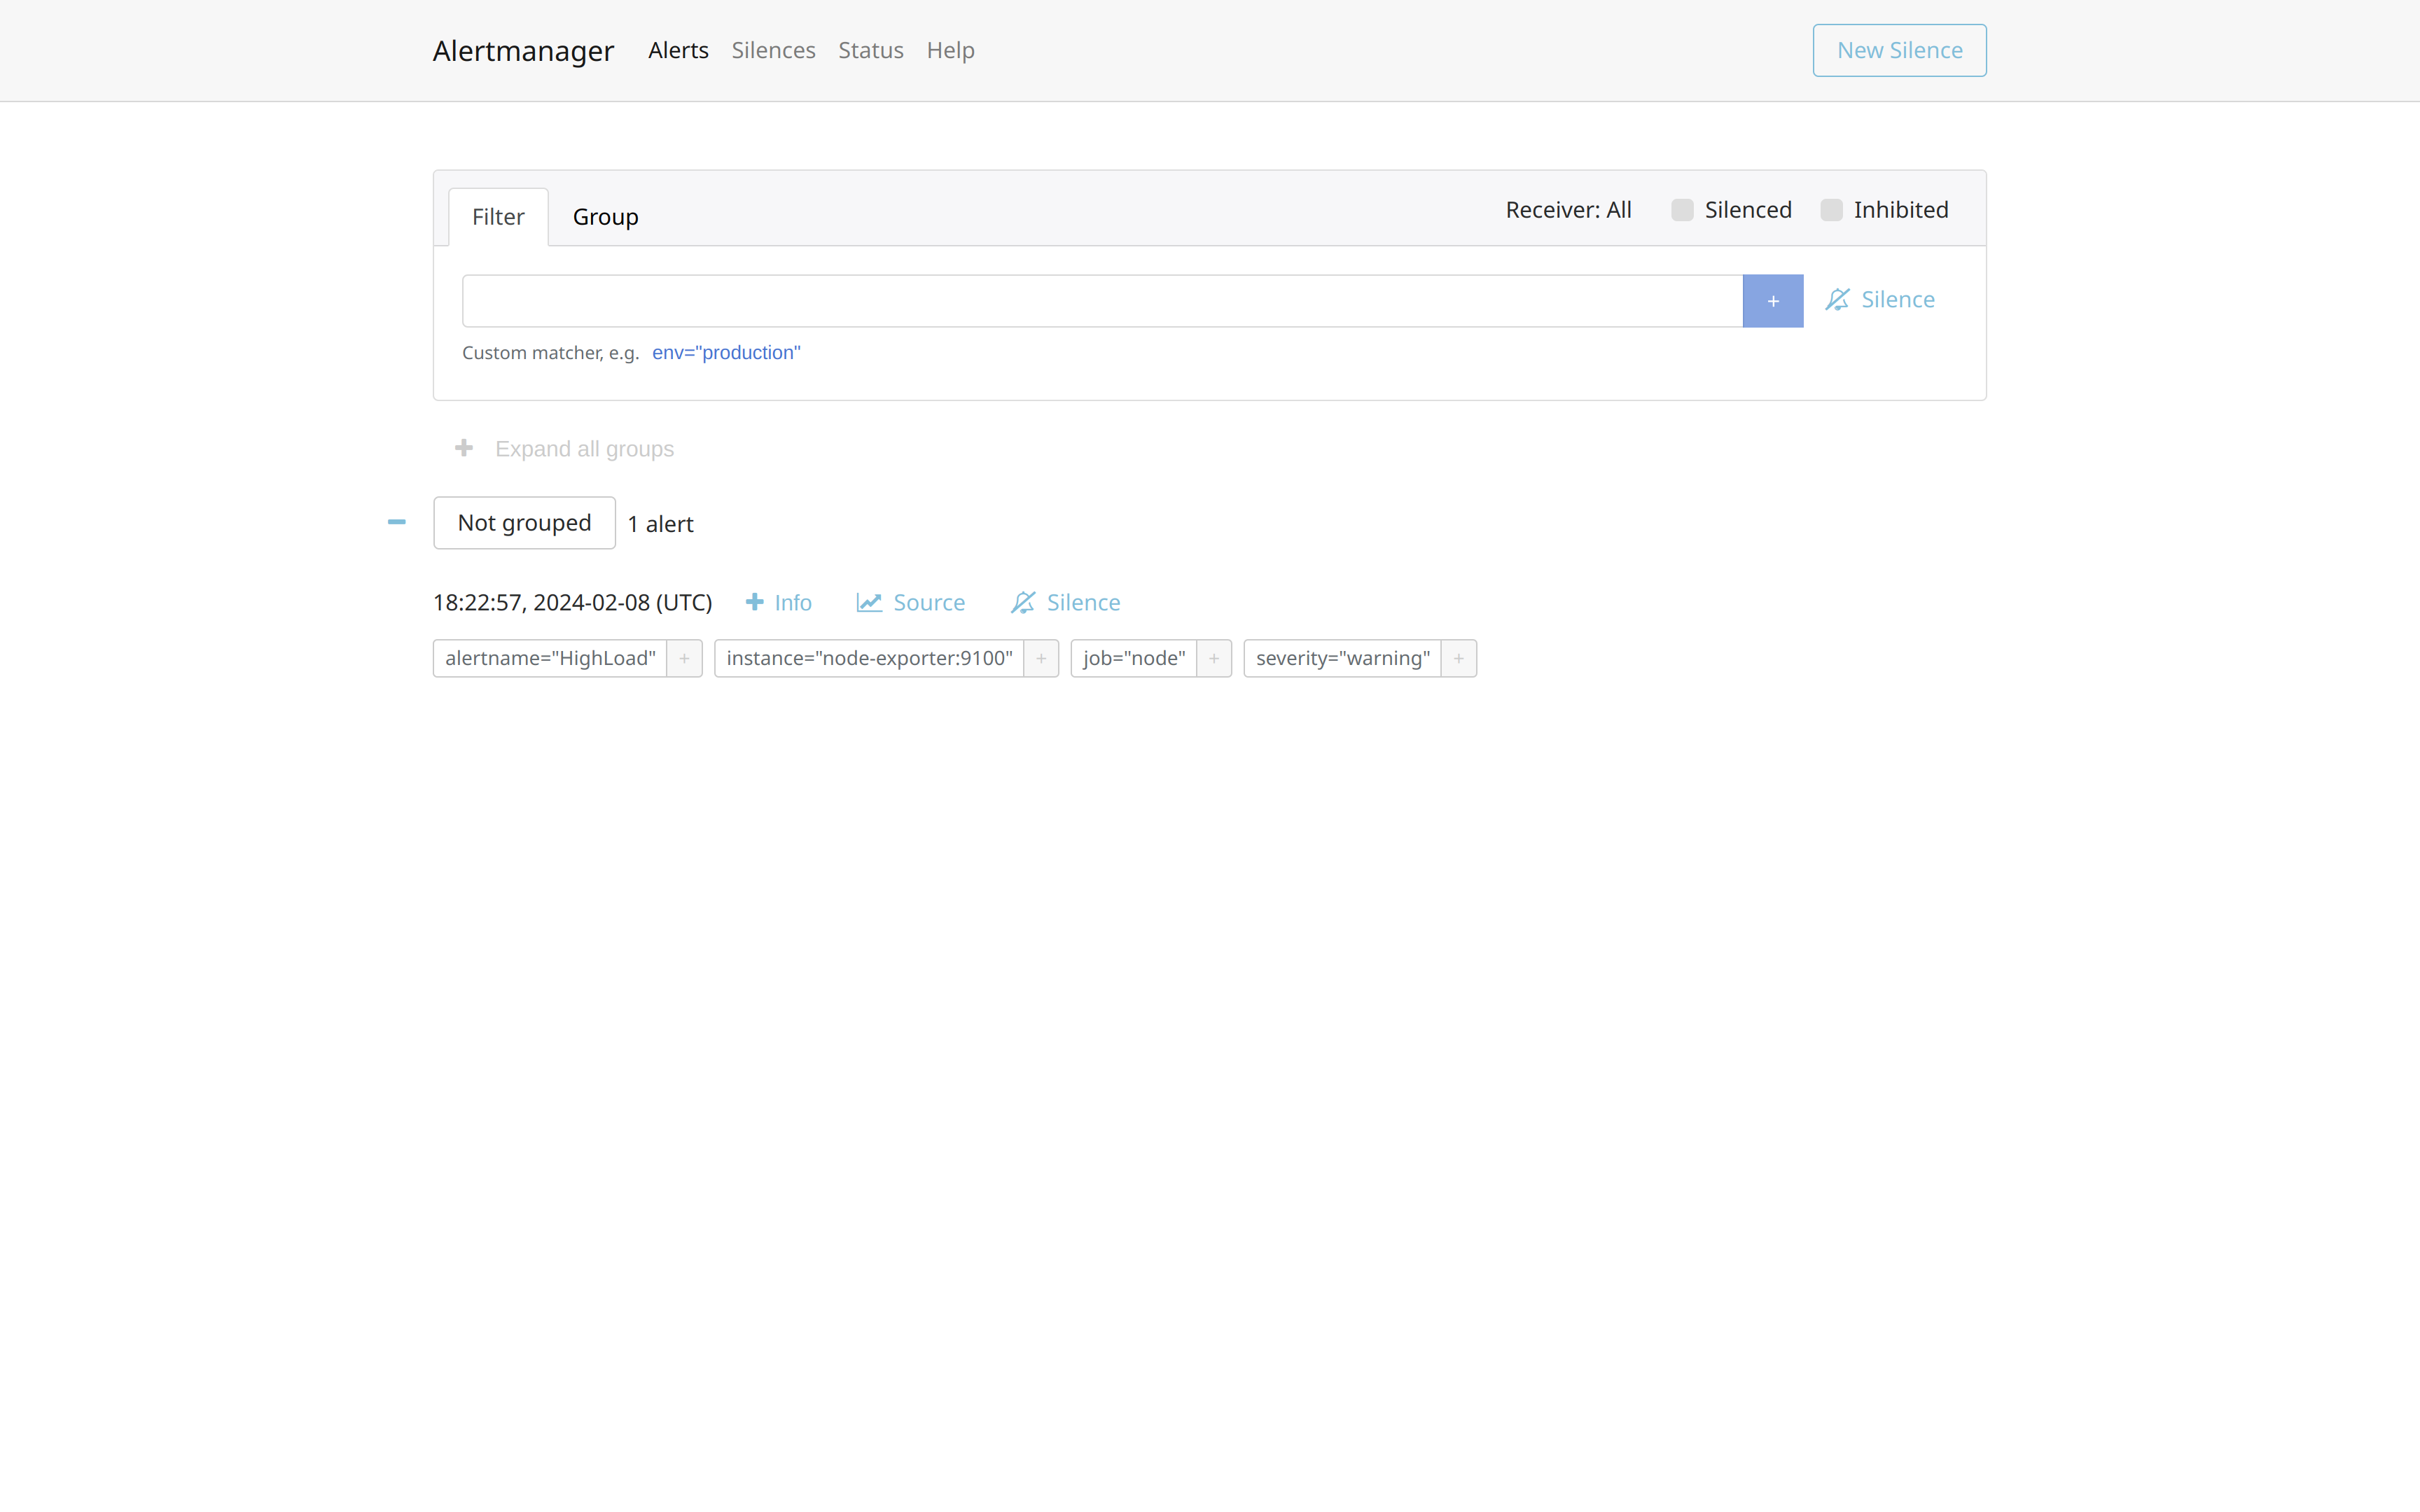 Alertmanager Alerts Silences Status Help New Silence
Filter Group Receiver: All Silenced Inhibited
+ Silence
Custom matcher, e.g. env="production"
+ Expand all groups
− Not grouped 1 alert
18:22:57, 2024-02-08 (UTC) + Info Source Silence
alertname="HighLoad" + instance="node-exporter:9100" + job="node" + severity="warning" +